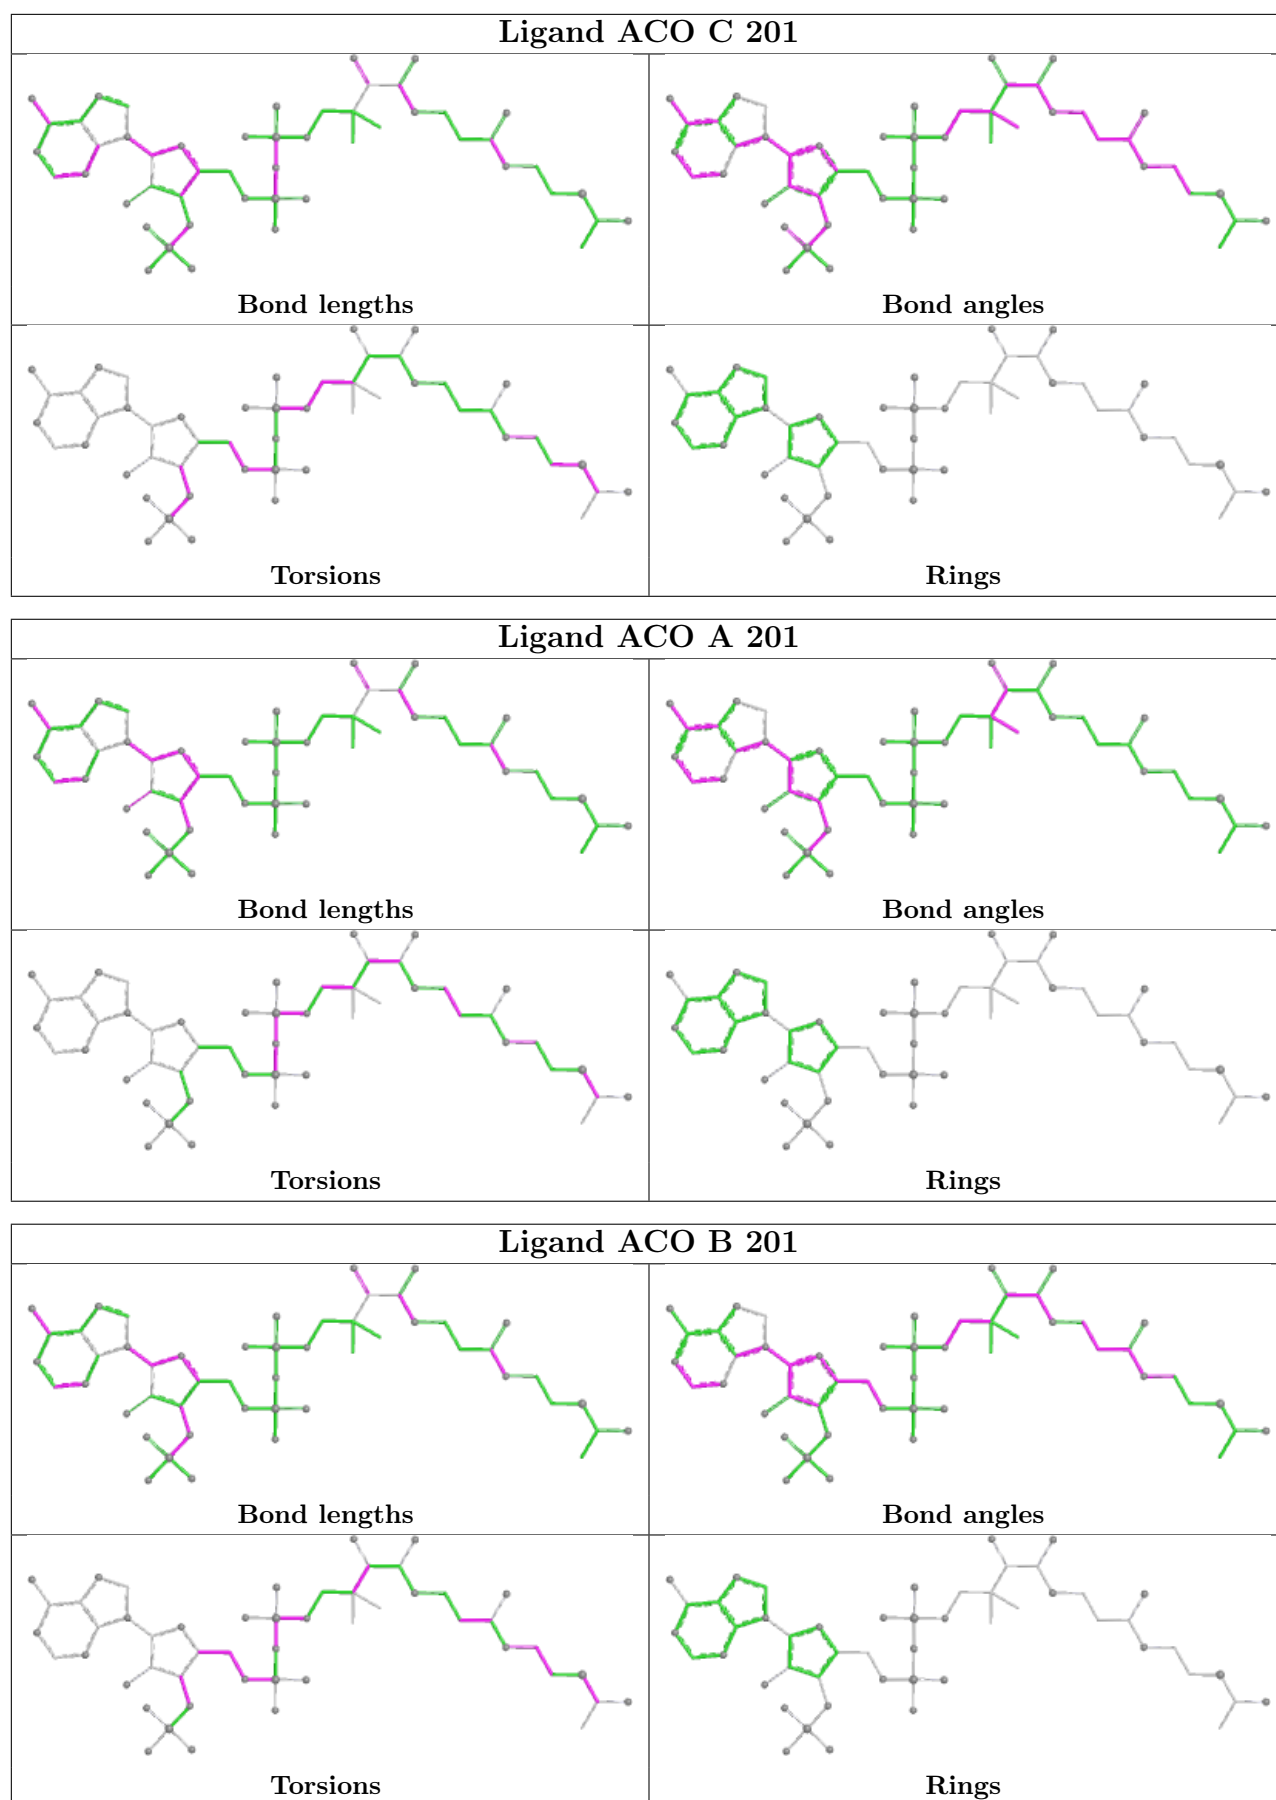 Ligand ACO C 201
Bond lengths
Bond angles
Torsions
Rings
Ligand ACO A 201
Bond lengths
Bond angles
Torsions
Rings
Ligand ACO B 201
Bond lengths
Bond angles
Torsions
Rings